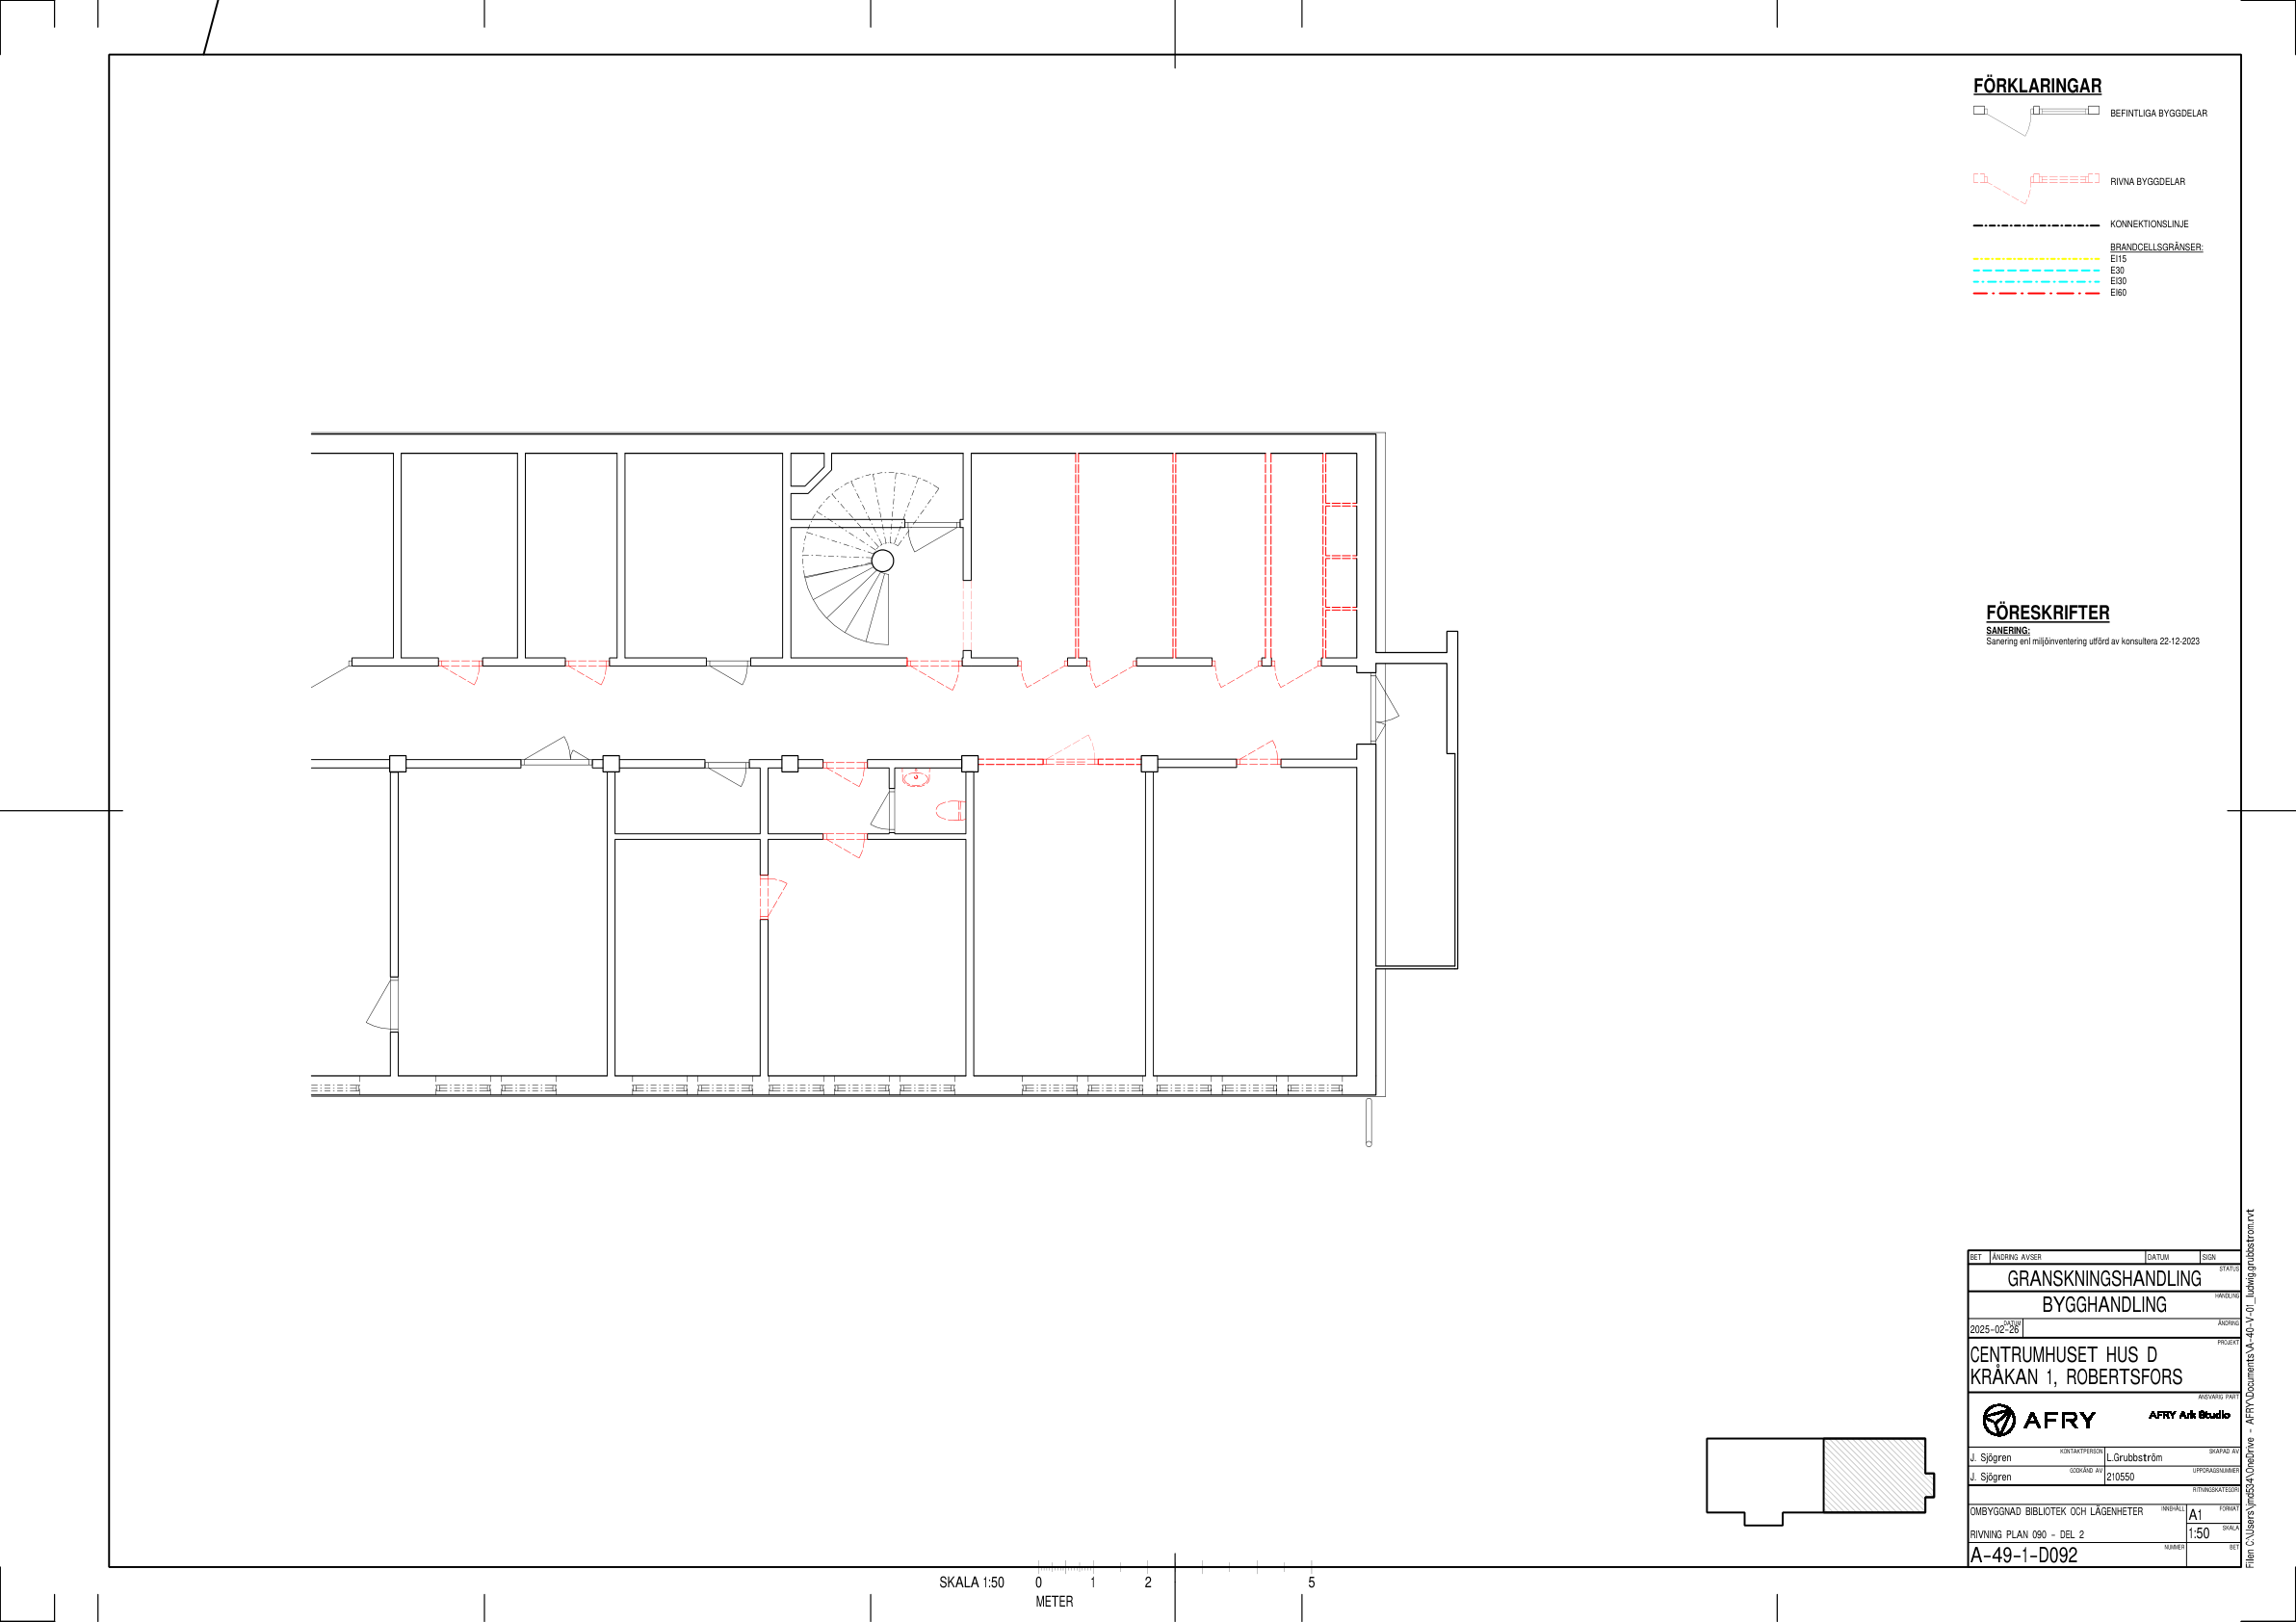 FÖRKLARINGAR
BEFINTLIGA BYGGDELAR
RIVNA BYGGDELAR
KONNEKTIONSLINJE
BRANDCELLSGRÄNSER:
EI15
E30
EI30
EI60
FÖRESKRIFTER
SANERING:
Sanering enl miljöinventering utförd av konsultera 22-12-2023
BET ÄNDRING AVSER DATUM SIGN
STATUS
GRANSKNINGSHANDLING
HANDLING
BYGGHANDLING
DATUM ÄNDRING
2025-02-26
PROJEKT
CENTRUMHUSET HUS D
KRÅKAN 1, ROBERTSFORS
ANSVARIG PART
AFRY AFRY Ark Studio
KONTAKTPERSON SKAPAD AV
J. Sjögren L.Grubbström
GODKÄND AV UPPDRAGSNUMMER
J. Sjögren 210550
RITNINGSKATEGORI
OMBYGGNAD BIBLIOTEK OCH LÄGENHETER INNEHÅLL FORMAT
A1
RIVNING PLAN 090 - DEL 2 1:50 SKALA
A-49-1-D092 NUMMER BET
Filen C:\Users\jnd534\OneDrive - AFRY\Documents\A-40-V-01_ludwig.grubbstrom.rvt
SKALA 1:50 0 1 2 5
METER